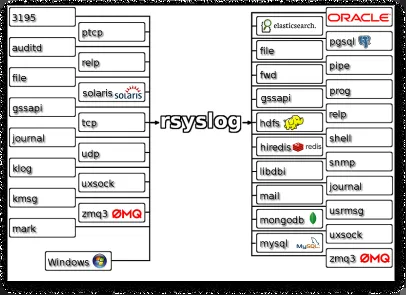 3195
auditd
file
gssapi
journal
klog
kmsg
mark
ptcp
relp
solaris solaris
tcp
udp
uxsock
zmq3 ØMQ
Windows
rsyslog
elasticsearch.
file
fwd
gssapi
hdfs
hiredis redis
libdbi
mail
mongodb
mysql MySQL
ORACLE
pgsql
pipe
prog
relp
shell
snmp
journal
usrmsg
uxsock
zmq3 ØMQ